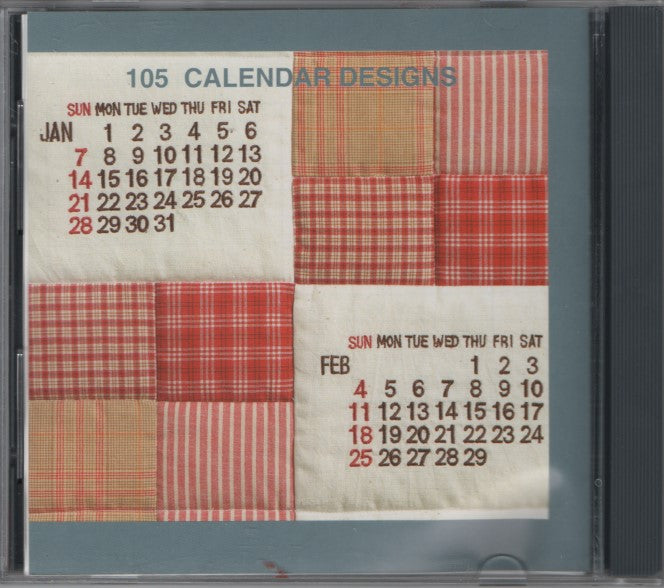 105 CALENDAR DESIGNS
SUN MON TUE WED THU FRI SAT
JAN 1 2 3 4 5 6
7 8 9 10 11 12 13
14 15 16 17 18 19 20
21 22 23 24 25 26 27
28 29 30 31
SUN MON TUE WED THU FRI SAT
FEB 1 2 3
4 5 6 7 8 9 10
11 12 13 14 15 16 17
18 19 20 21 22 23 24
25 26 27 28 29